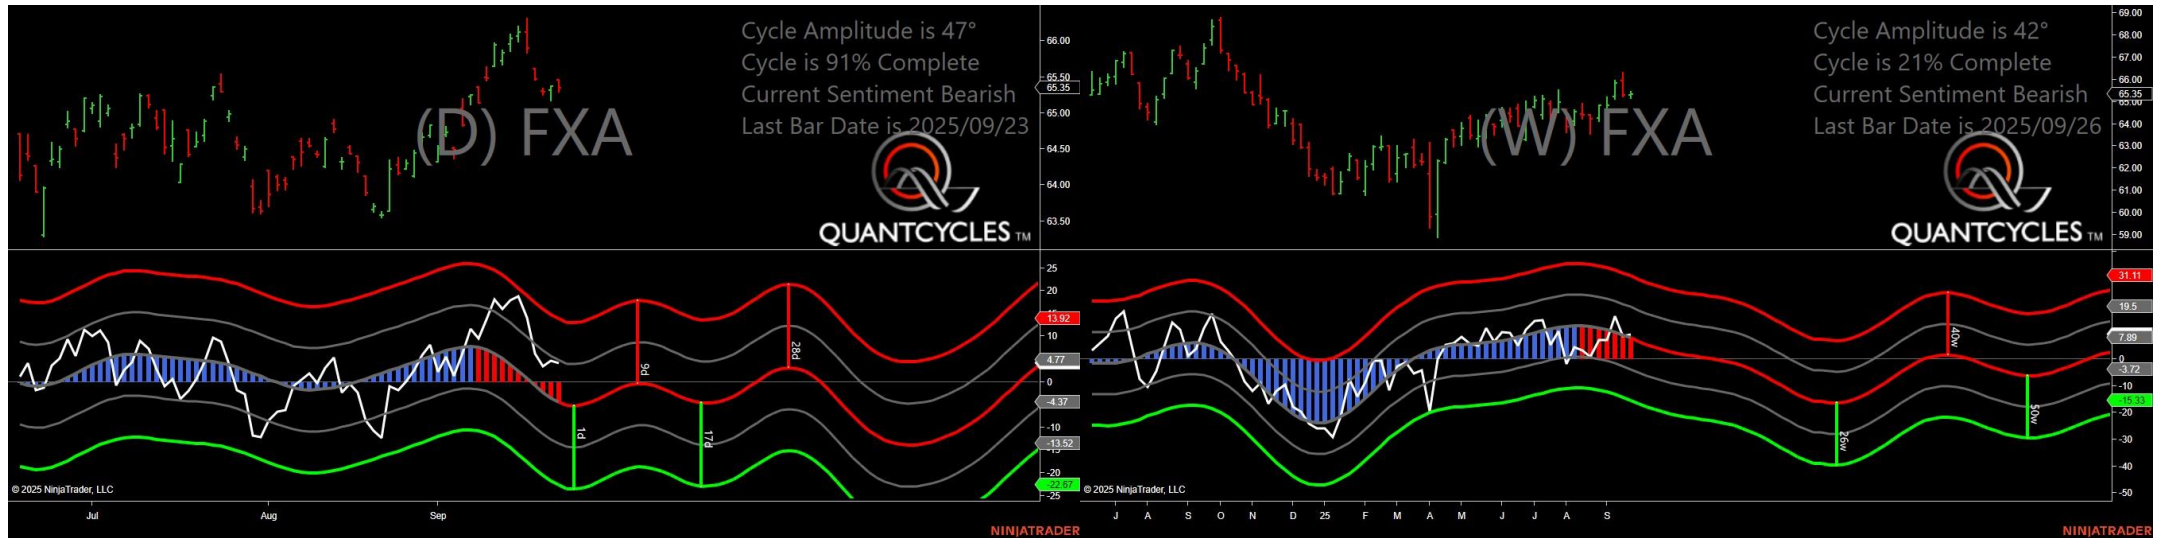 Cycle Amplitude is 47°
Cycle is 91% Complete
Current Sentiment Bearish
Last Bar Date is 2025/09/23
(D) FXA
QUANTCYCLES TM
66.00
65.50
65.35
65.00
64.50
64.00
63.50
25
20
13.92
10
4.77
0
-4.37
-10
-13.52
-20
-22.67
-25
9d
28d
1d
17d
© 2025 NinjaTrader, LLC
Jul Aug Sep
NINJATRADER
Cycle Amplitude is 42°
Cycle is 21% Complete
Current Sentiment Bearish
Last Bar Date is 2025/09/26
(W) FXA
QUANTCYCLES TM
69.00
68.00
67.00
66.00
65.35
65.00
64.00
63.00
62.00
61.00
60.00
59.00
31.11
19.5
7.89
0
-3.72
-10
-15.33
-20
-30
-40
-50
40w
26w
50w
© 2025 NinjaTrader, LLC
J A S O N D 25 F M A M J J A S
NINJATRADER